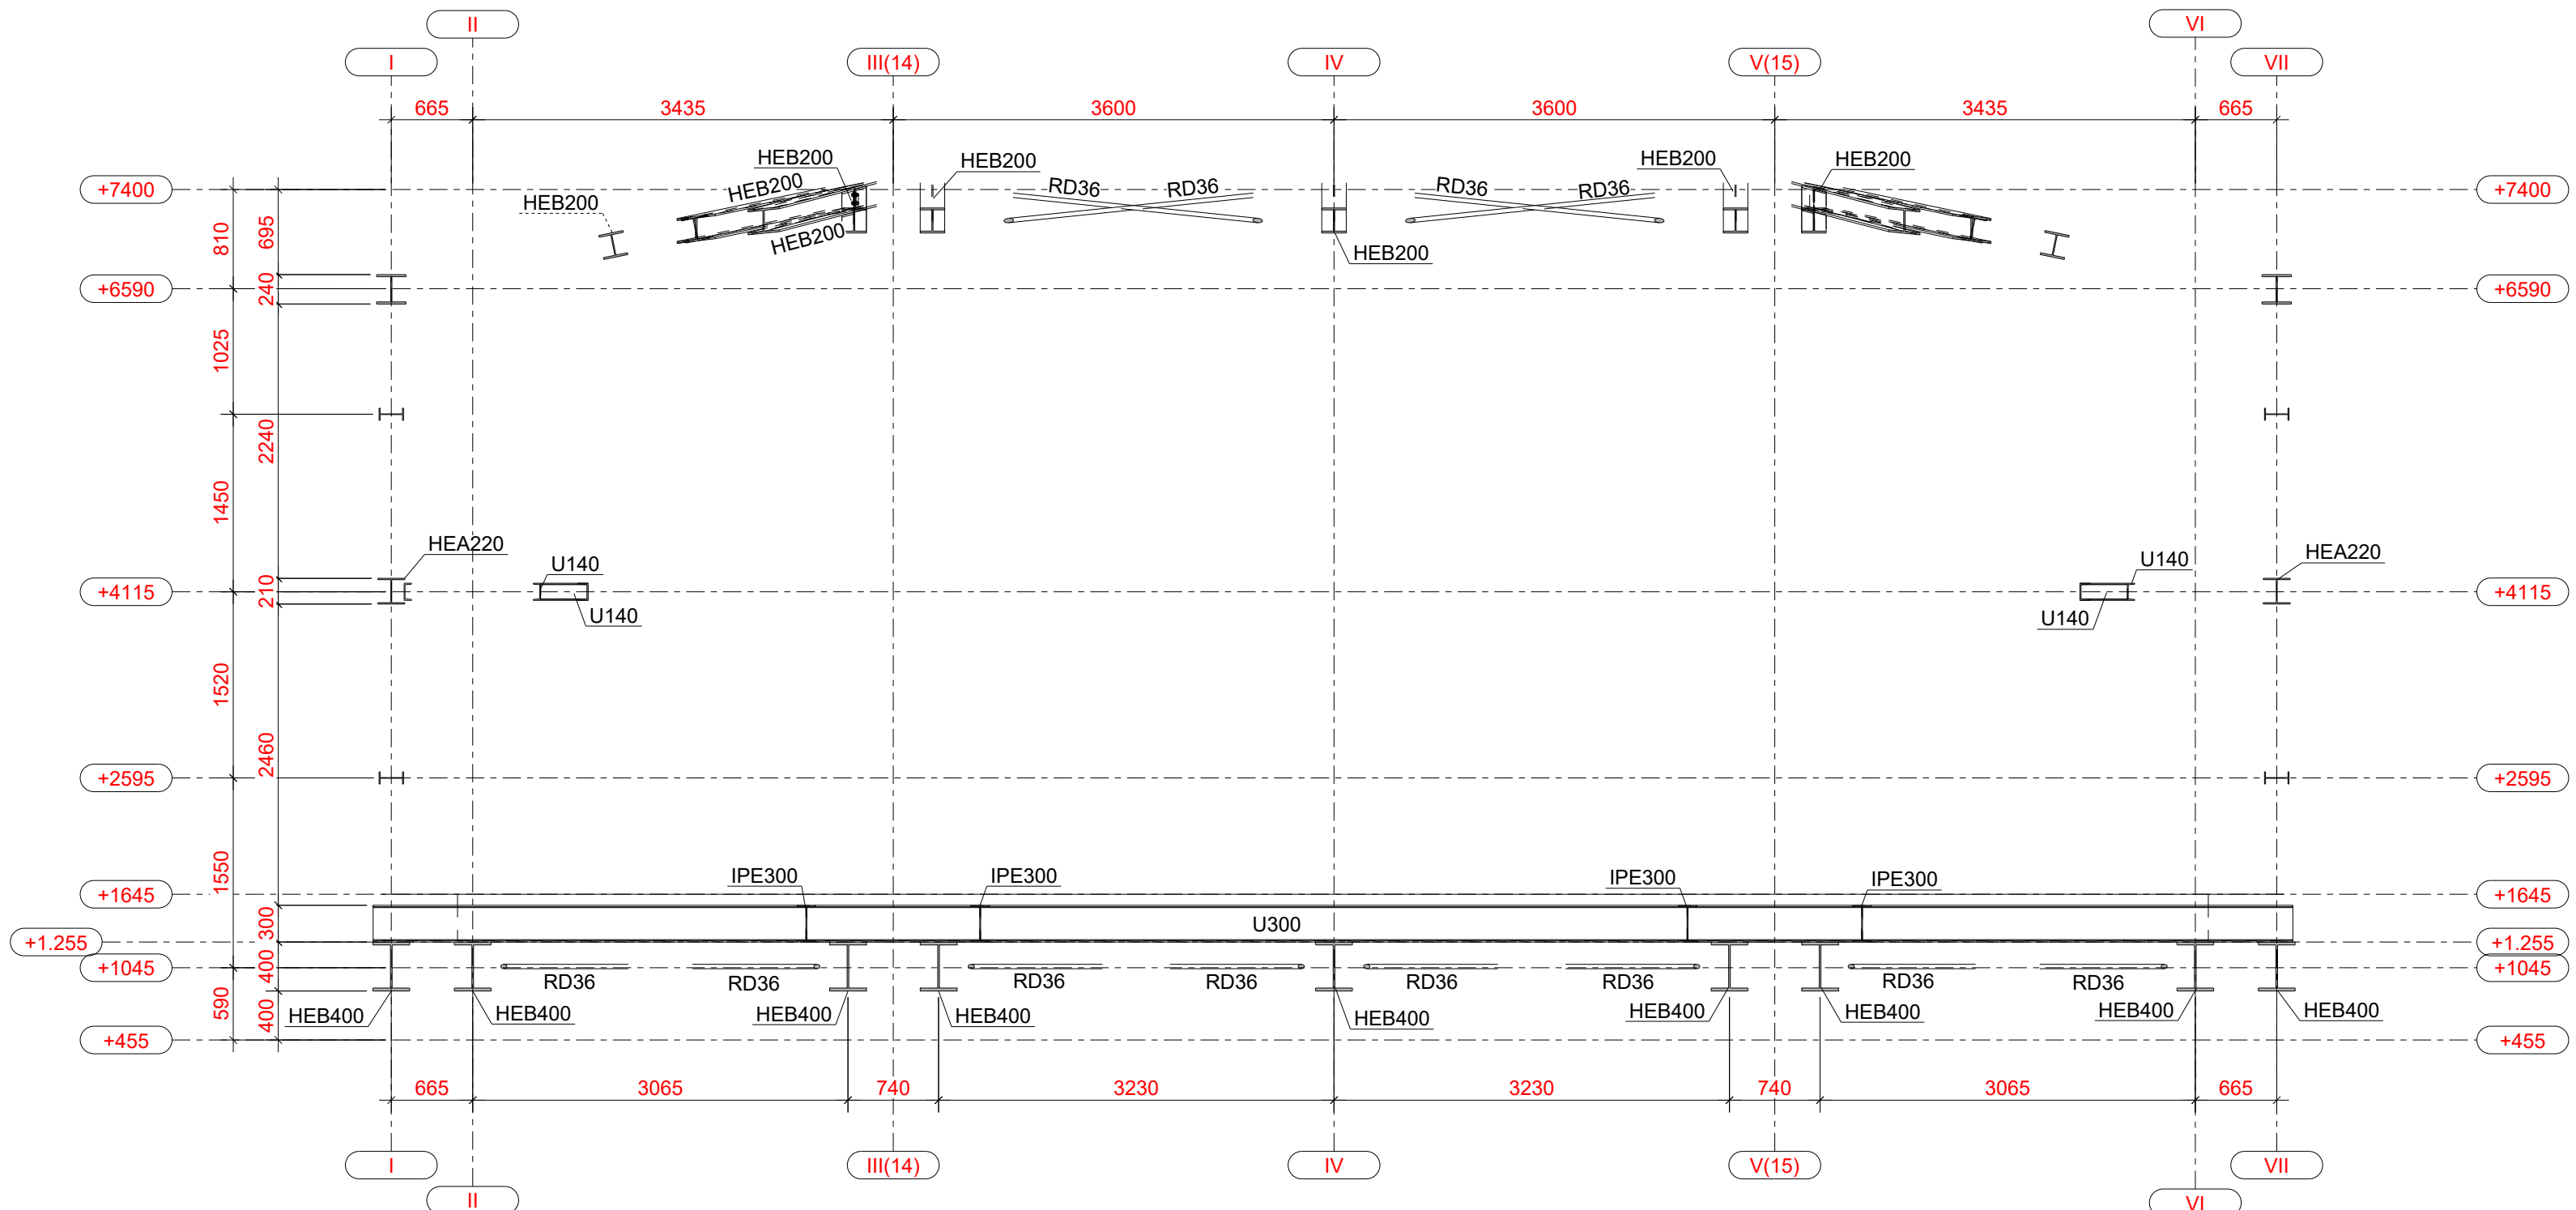 II
VI
I
III(14)
IV
V(15)
VII
665
3435
3600
3600
3435
665
HEB200
HEB200
HEB200
HEB200
+7400
HEB200
RD36
RD36
RD36
RD36
+7400
HEB200
810
695
HEB200
HEB200
+6590
240
+6590
1025
2240
1450
HEA220
U140
U140
HEA220
+4115
210
+4115
U140
U140
1520
2460
+2595
+2595
1550
IPE300
IPE300
IPE300
IPE300
+1645
+1645
300
U300
+1.255
+1.255
+1045
400
+1045
RD36
RD36
RD36
RD36
RD36
RD36
RD36
RD36
590
400
HEB400
HEB400
HEB400
HEB400
HEB400
HEB400
HEB400
HEB400
HEB400
+455
+455
665
3065
740
3230
3230
740
3065
665
I
III(14)
IV
V(15)
VII
II
VI